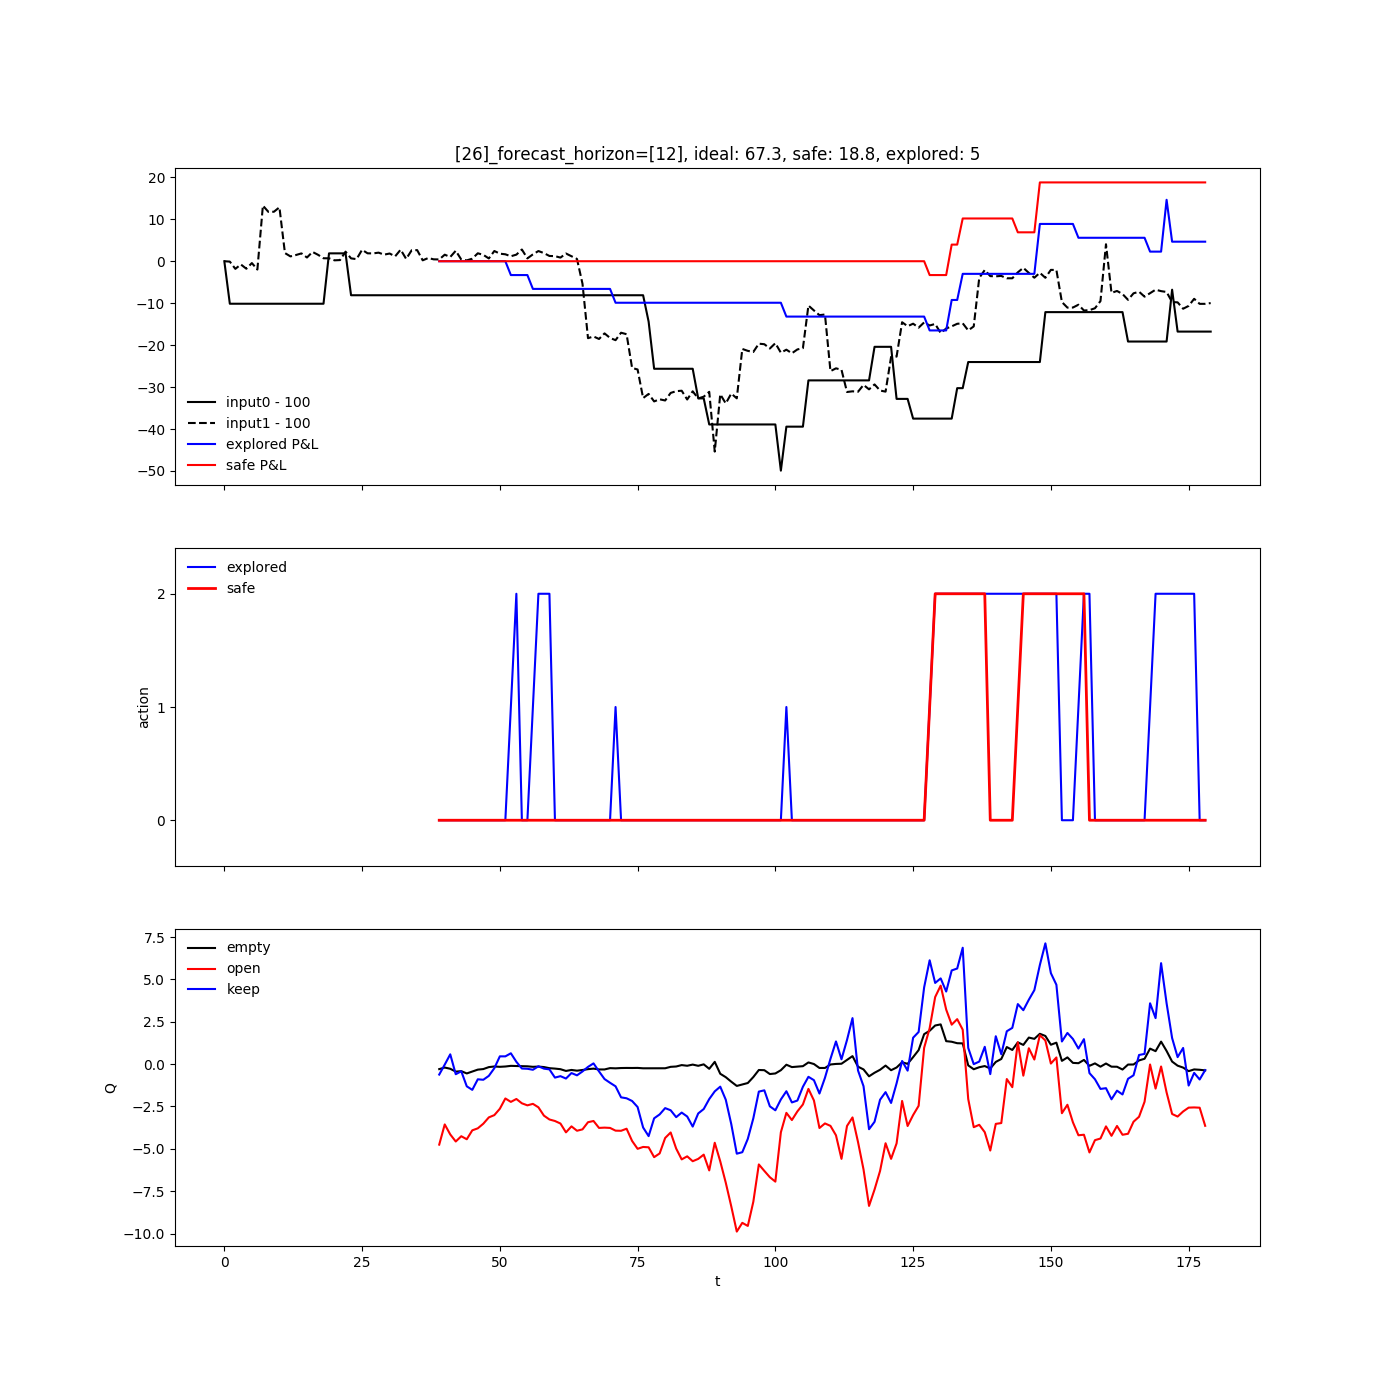 [26]_forecast_horizon=[12], ideal: 67.3, safe: 18.8, explored: 5
20
10
0
−10
−20
−30
−40
−50
input0 - 100
input1 - 100
explored P&L
safe P&L
explored
safe
2
1
0
action
empty
open
keep
7.5
5.0
2.5
0.0
−2.5
−5.0
−7.5
−10.0
Q
0 25 50 75 100 125 150 175
t